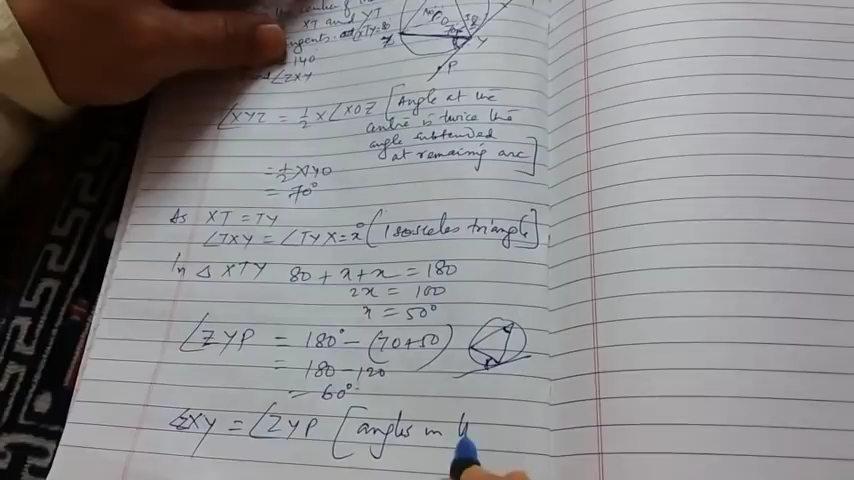 XT and YT
140
∠ZXY
Z
Y
P
∠XYZ = 1/2 × ∠XOZ [Angle at the
centre is twice the
angle subtended
at remaining arc]
= 1/2 × 140
= 70°
As XT = TY
∠TXY = ∠TYX = x° [isosceles triangle]
In Δ XTY 80 + x + x = 180
2x = 100
x = 50°
∠ZYP = 180° - (70+50)
= 180 - 120
= 60°
∠ZXY = ∠ZYP [angles in